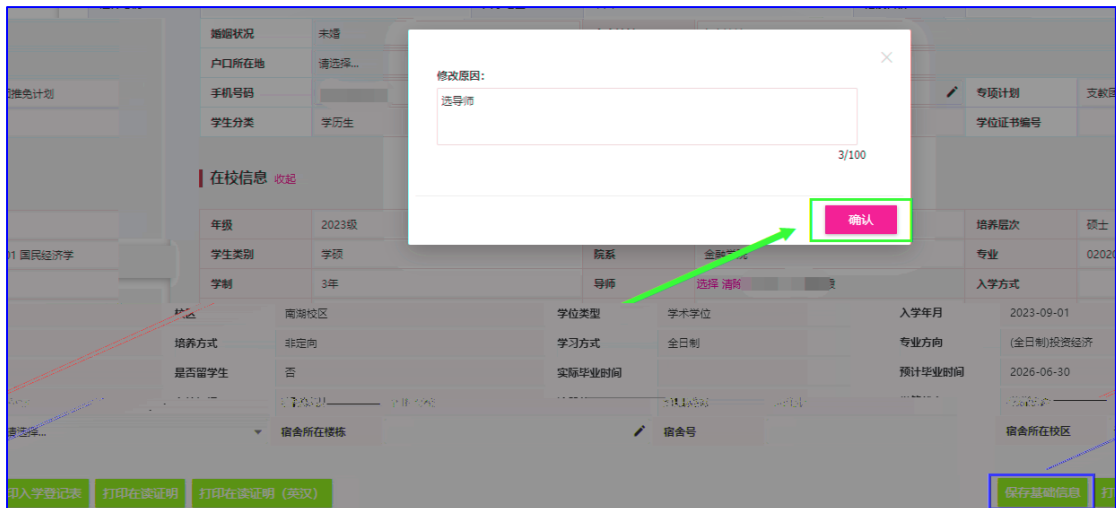 婚姻状况 未婚
户口所在地 请选择...
修改原因:
推免计划 手机号码 选导师 专项计划 支教团
学生分类 学历生 学位证书编号
3/100
在校信息 收起
确认
年级 2023级 培养层次 硕士
01 国民经济学 学生类别 学硕 院系 金融学院 专业 02020
学制 3年 导师 选择 清除 入学方式
校区 南湖校区 学位类型 学术学位 入学年月 2023-09-01
培养方式 非定向 学习方式 全日制 专业方向 (全日制)投资经济
是否留学生 否 实际毕业时间 预计毕业时间 2026-06-30
请选择... 宿舍所在楼栋 宿舍号 宿舍所在校区
印入学登记表 打印在读证明 打印在读证明（英汉） 保存基础信息 打